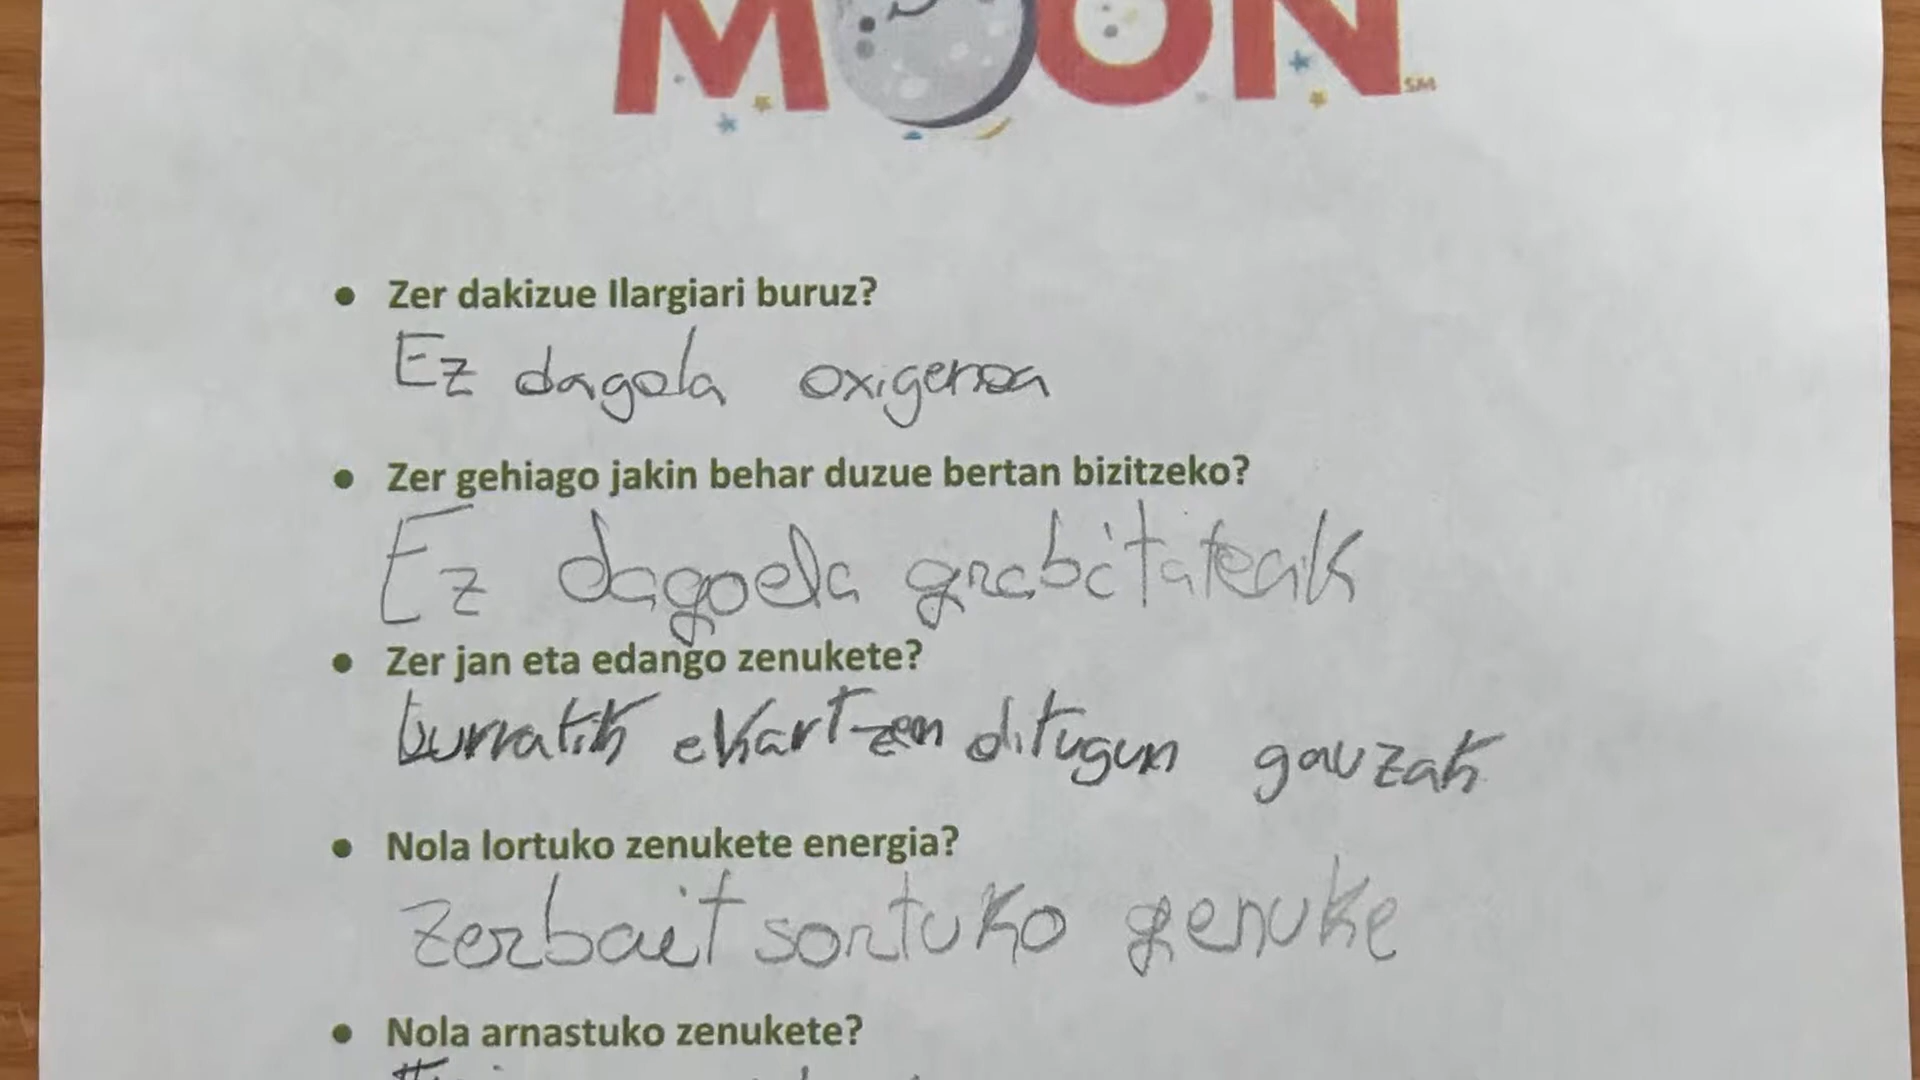 MOON SM
• Zer dakizue Ilargiari buruz?
Ez dagola oxigenoa
• Zer gehiago jakin behar duzue bertan bizitzeko?
Ez dagoela grabitateak
• Zer jan eta edango zenukete?
Lurratik ekartzen ditugun gauzak
• Nola lortuko zenukete energia?
Zerbait sortuko genuke
• Nola arnastuko zenukete?